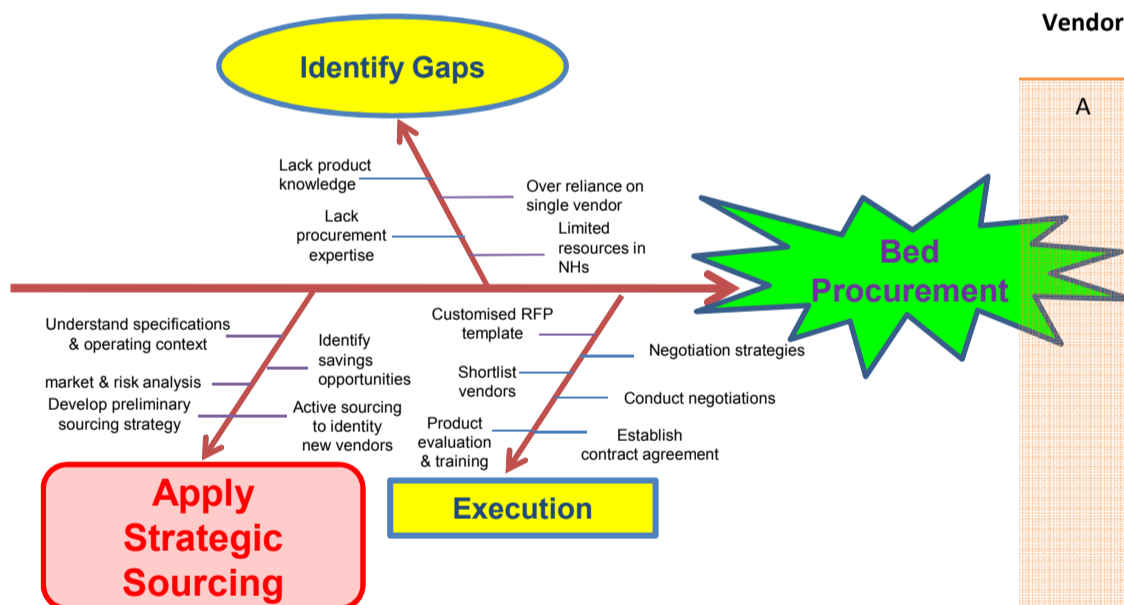 Vendor
Identify Gaps
A
Lack product
knowledge
Over reliance on
single vendor
Lack
procurement
expertise
Limited
resources in
NHs
Bed
Procurement
Understand specifications
& operating context
Identify
savings
opportunities
market & risk analysis
Develop preliminary
sourcing strategy
Active sourcing
to identity
new vendors
Customised RFP
template
Negotiation strategies
Shortlist
vendors
Conduct negotiations
Product
evaluation
& training
Establish
contract agreement
Apply
Strategic
Sourcing
Execution